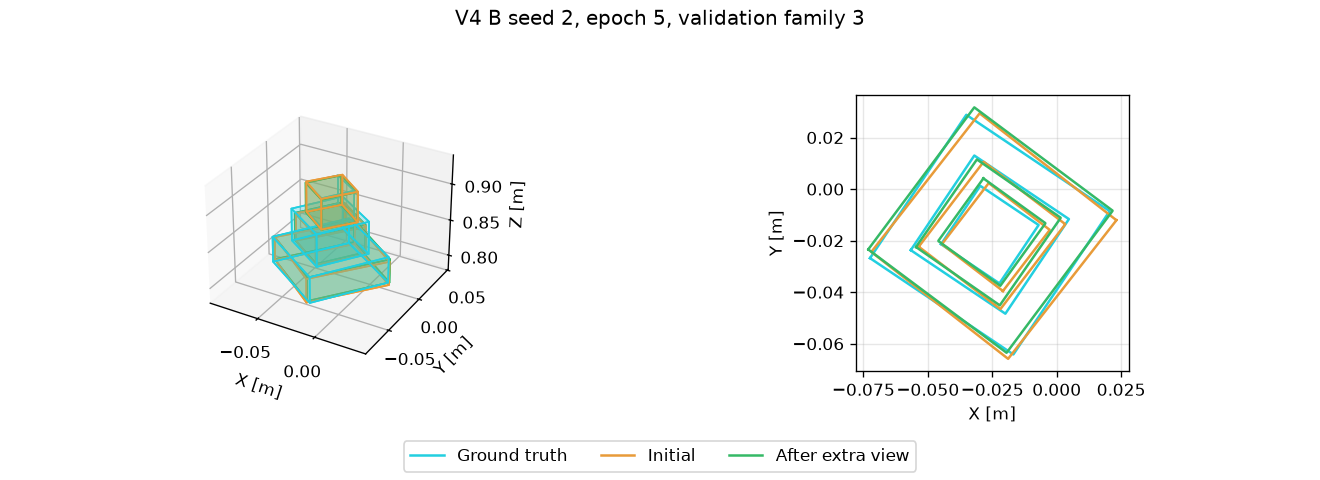 V4 B seed 2, epoch 5, validation family 3
0.90
0.85
0.80
Z [m]
0.05
0.00
−0.05
Y [m]
−0.05
0.00
X [m]
0.02
0.00
−0.02
−0.04
−0.06
Y [m]
−0.075
−0.050
−0.025
0.000
0.025
X [m]
Ground truth
Initial
After extra view